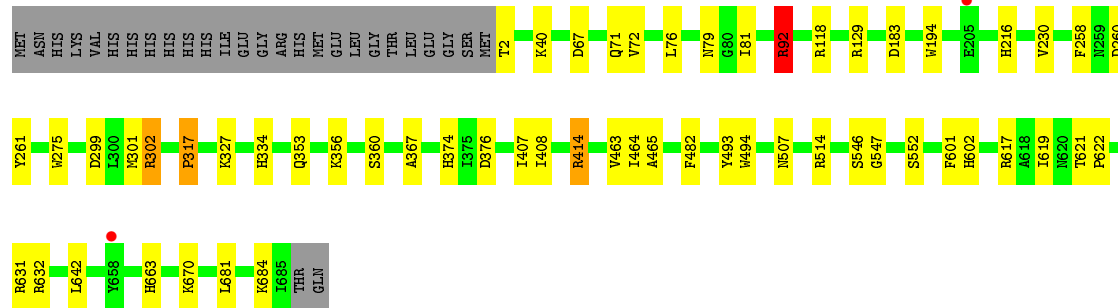 MET ASN HIS LYS VAL HIS HIS HIS HIS HIS HIS ILE GLU GLY ARG HIS MET GLU LEU GLY THR LEU GLU GLY SER MET T2 K40 D67 Q71 V72 L76 N79 G80 I81 R92 R118 R129 D183 W194 E205 H216 V230 F258 N259 D260
Y261 W275 D299 L300 M301 R302 P317 K327 H334 Q353 K356 S360 A367 H374 I375 D376 I407 I408 R414 V463 I464 A465 F482 Y493 W494 N507 R514 S546 G547 S552 F601 H602 R617 A618 I619 N620 T621 P622
R631 R632 L642 Y658 H663 K670 L681 K684 I685 THR GLN